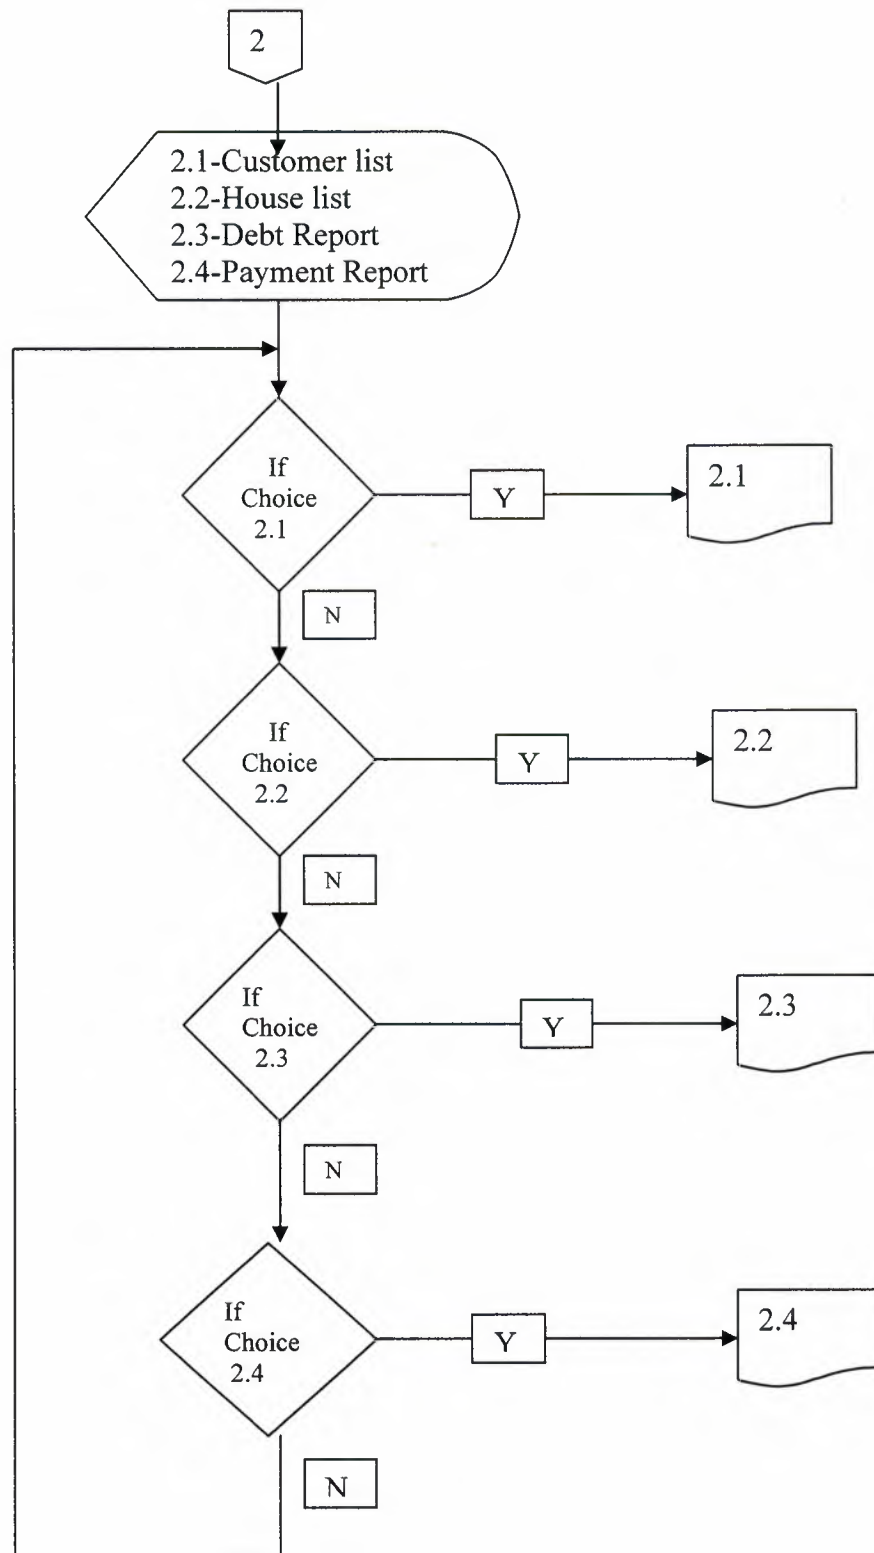 2
2.1-Customer list
2.2-House list
2.3-Debt Report
2.4-Payment Report
If
Choice
2.1
Y
2.1
N
If
Choice
2.2
Y
2.2
N
If
Choice
2.3
Y
2.3
N
If
Choice
2.4
Y
2.4
N